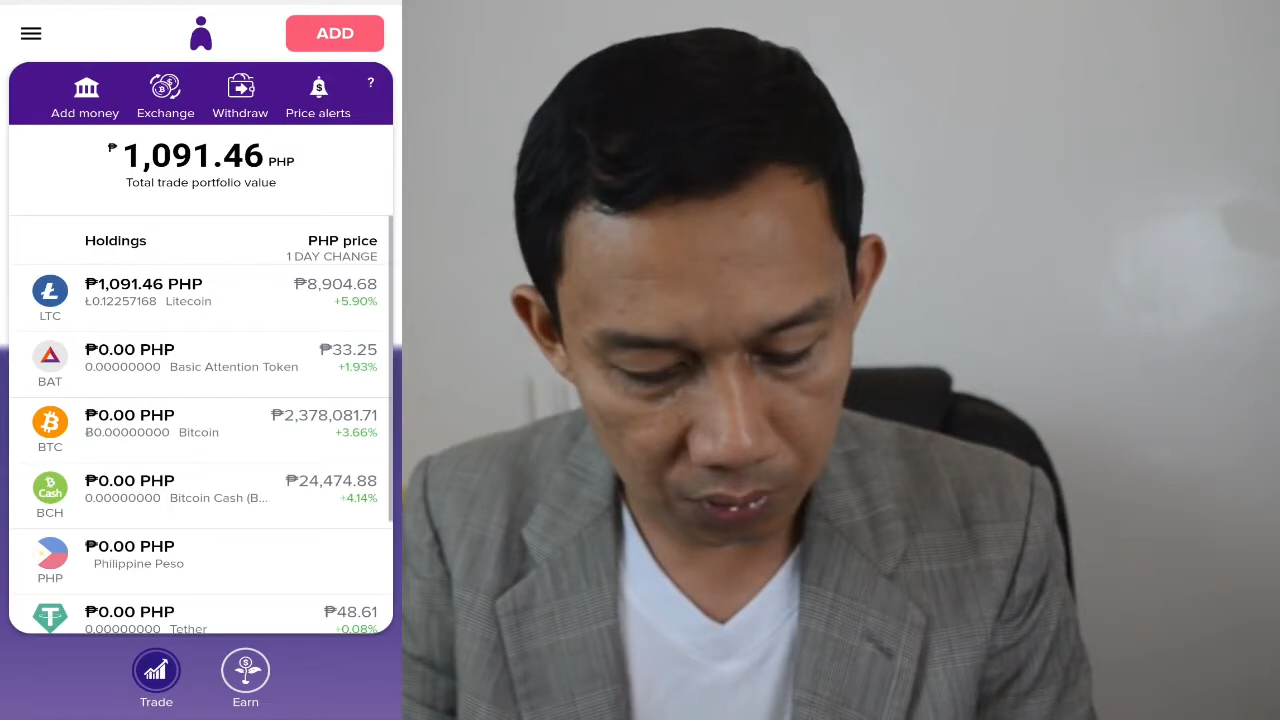 ADD
Add money Exchange Withdraw Price alerts ?
₱ 1,091.46 PHP
Total trade portfolio value
Holdings PHP price
1 DAY CHANGE
₱1,091.46 PHP ₱8,904.68
Ł0.12257168 Litecoin +5.90%
LTC
₱0.00 PHP ₱33.25
0.00000000 Basic Attention Token +1.93%
BAT
₱0.00 PHP ₱2,378,081.71
Ƀ0.00000000 Bitcoin +3.66%
BTC
₱0.00 PHP ₱24,474.88
Cash 0.00000000 Bitcoin Cash (B... +4.14%
BCH
₱0.00 PHP
Philippine Peso
PHP
₱0.00 PHP ₱48.61
0.00000000 Tether +0.08%
Trade Earn